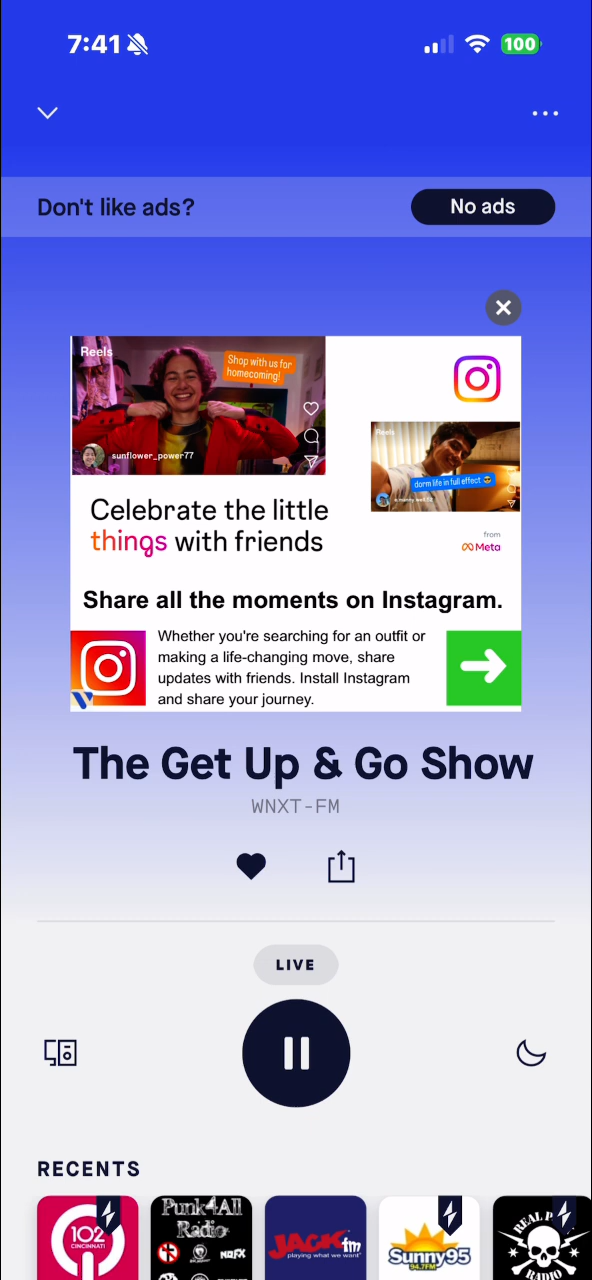 7:41
100
Don't like ads?
No ads
Reels
Shop with us for
homecoming!
sunflower_power77
Reels
dorm life in full effect 😎
Celebrate the little
things with friends
from
Meta
Share all the moments on Instagram.
Whether you're searching for an outfit or
making a life-changing move, share
updates with friends. Install Instagram
and share your journey.
The Get Up & Go Show
WNXT-FM
LIVE
RECENTS
102
CINCINNATI
Punk4All
Radio
NOFX
JACK fm
playing what we want
Sunny95
94.7FM
REAL P
RADIO